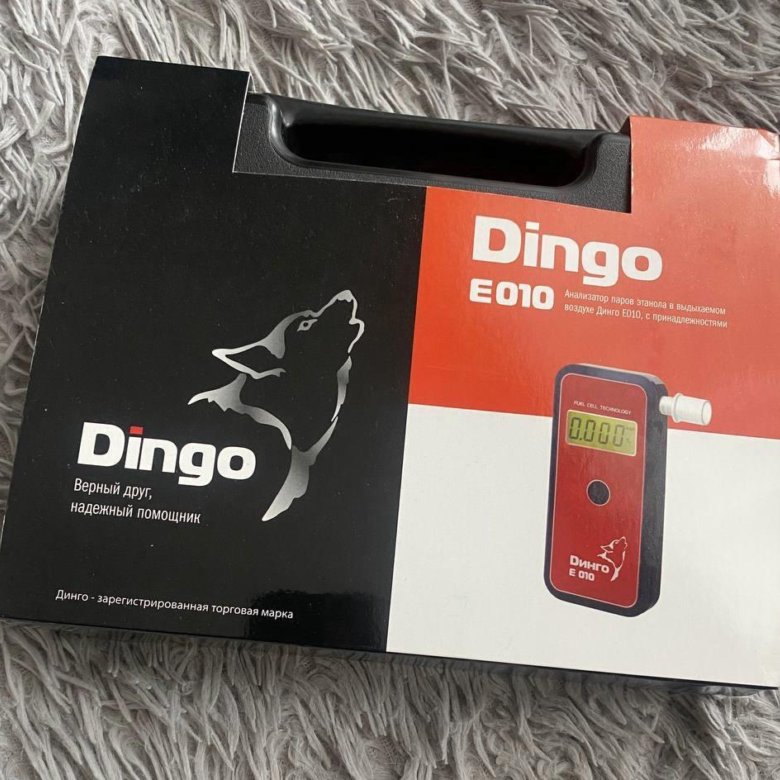 Dingo
Верный друг,
надежный помощник
Динго - зарегистрированная торговая марка
Dingo
E010
Анализатор паров этанола в выдыхаемом
воздухе Динго E010, с принадлежностями
FUEL CELL TECHNOLOGY
0.000
Динго
E 010